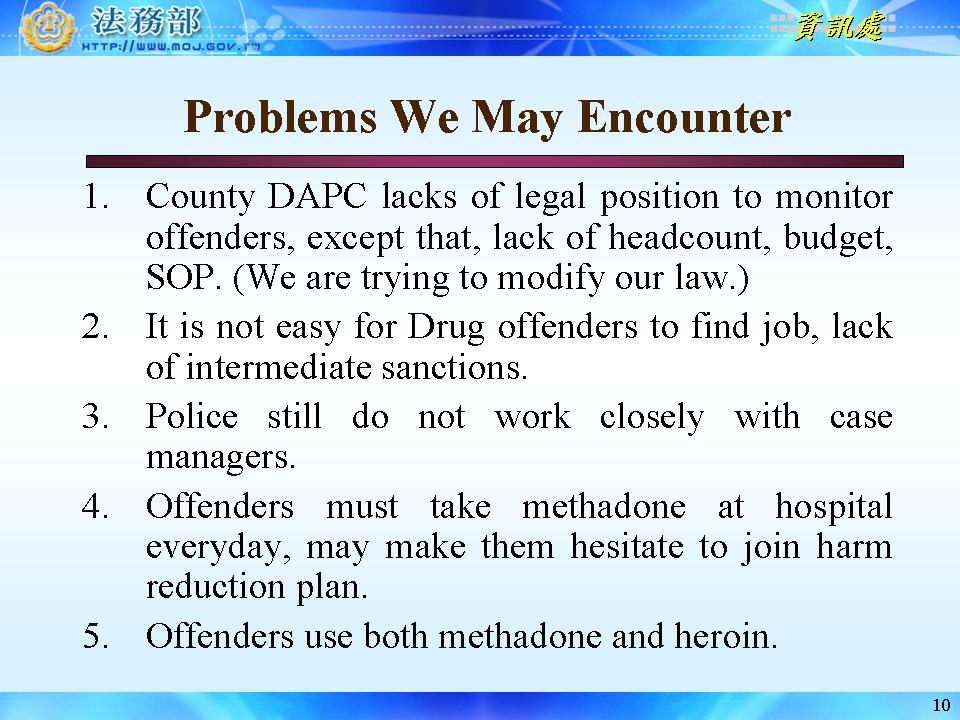 法務部
HTTP://WWW.MOJ.GOV.TW
資訊處
Problems We May Encounter
1. County DAPC lacks of legal position to monitor
offenders, except that, lack of headcount, budget,
SOP. (We are trying to modify our law.)
2. It is not easy for Drug offenders to find job, lack
of intermediate sanctions.
3. Police still do not work closely with case
managers.
4. Offenders must take methadone at hospital
everyday, may make them hesitate to join harm
reduction plan.
5. Offenders use both methadone and heroin.
10